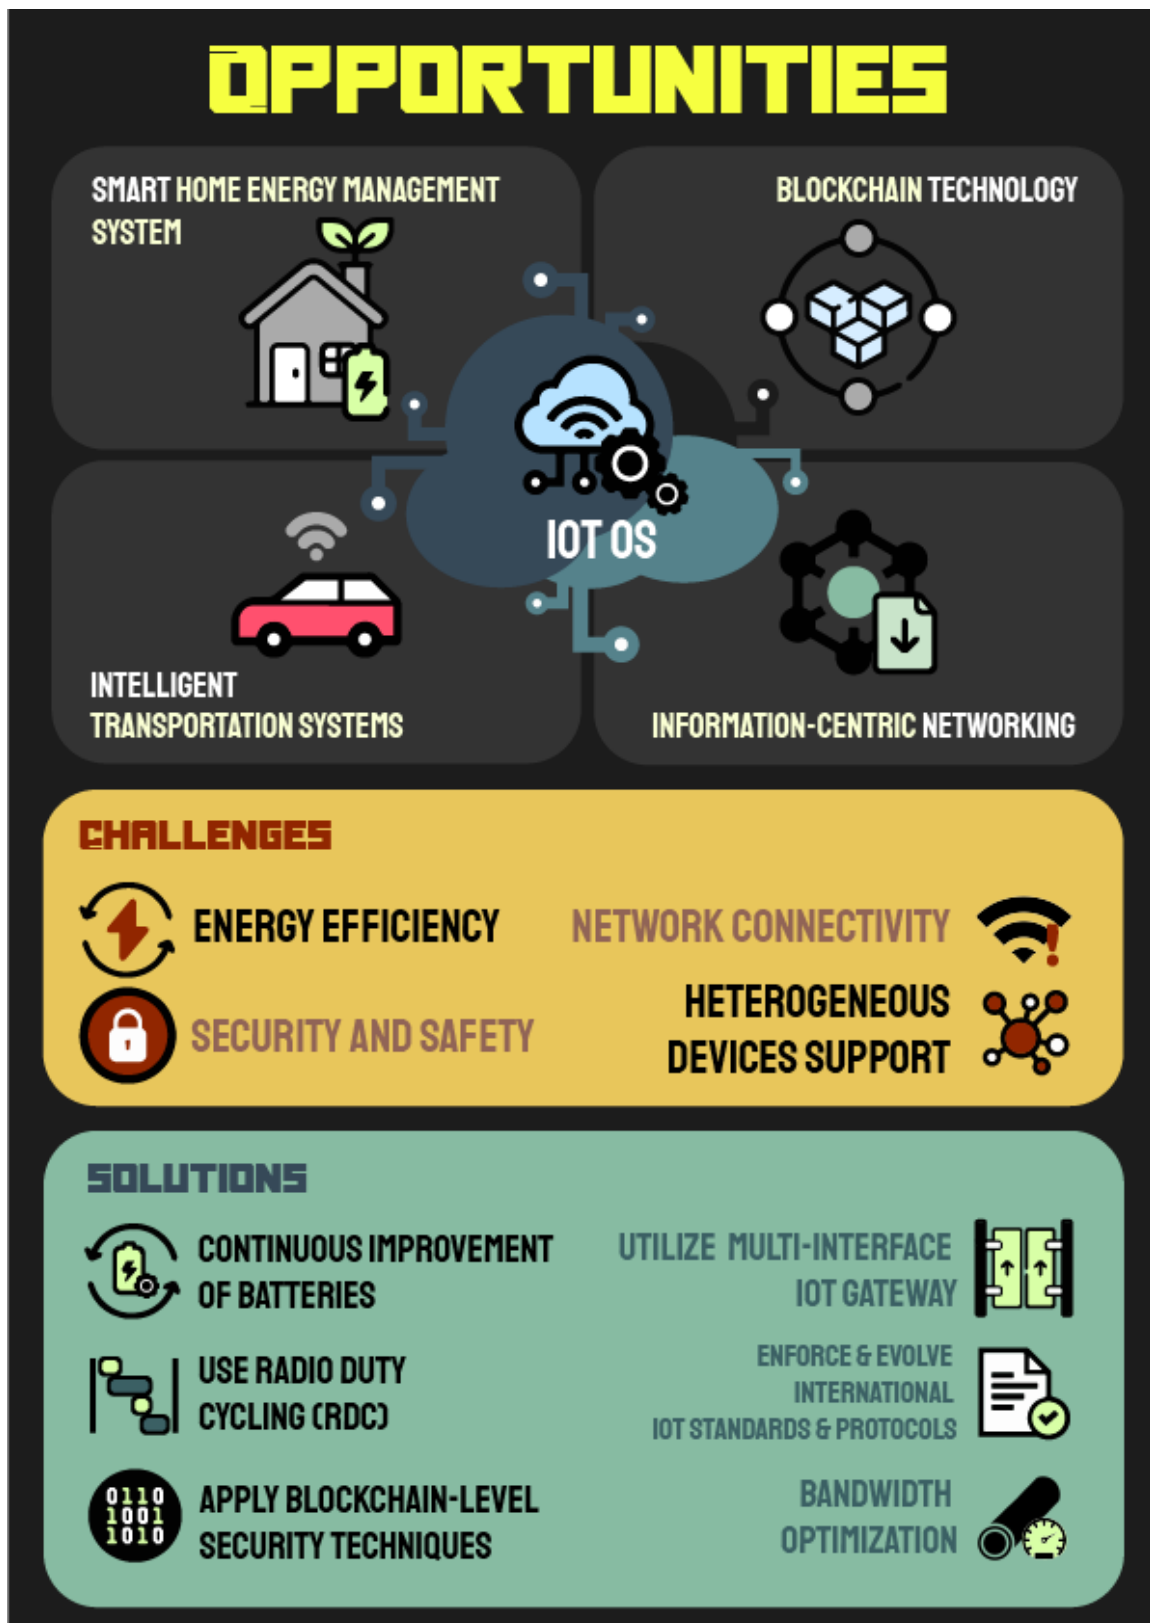 OPPORTUNITIES
SMART HOME ENERGY MANAGEMENT
SYSTEM
BLOCKCHAIN TECHNOLOGY
IOT OS
INTELLIGENT
TRANSPORTATION SYSTEMS
INFORMATION-CENTRIC NETWORKING
CHALLENGES
ENERGY EFFICIENCY
SECURITY AND SAFETY
NETWORK CONNECTIVITY
HETEROGENEOUS
DEVICES SUPPORT
SOLUTIONS
CONTINUOUS IMPROVEMENT
OF BATTERIES
USE RADIO DUTY
CYCLING (RDC)
0110
1001
1010
APPLY BLOCKCHAIN-LEVEL
SECURITY TECHNIQUES
UTILIZE MULTI-INTERFACE
IOT GATEWAY
ENFORCE & EVOLVE
INTERNATIONAL
IOT STANDARDS & PROTOCOLS
BANDWIDTH
OPTIMIZATION